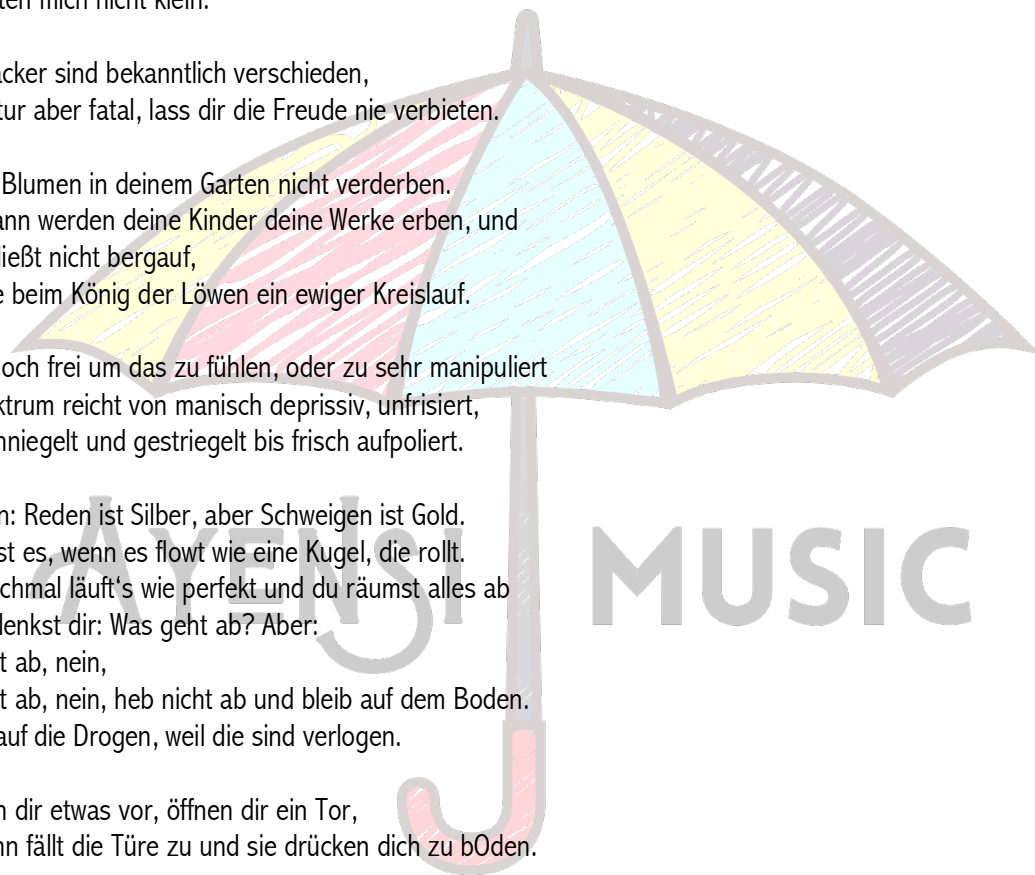 ten mich nicht klein.
acker sind bekanntlich verschieden,
tur aber fatal, lass dir die Freude nie verbieten.
Blumen in deinem Garten nicht verderben.
ann werden deine Kinder deine Werke erben, und
ließt nicht bergauf,
e beim König der Löwen ein ewiger Kreislauf.
och frei um das zu fühlen, oder zu sehr manipuliert
ktrum reicht von manisch deprissiv, unfrisiert,
nniegelt und gestriegelt bis frisch aufpoliert.
n: Reden ist Silber, aber Schweigen ist Gold.
st es, wenn es flowt wie eine Kugel, die rollt.
chmal läuft‘s wie perfekt und du räumst alles ab
denkst dir: Was geht ab? Aber:
t ab, nein,
t ab, nein, heb nicht ab und bleib auf dem Boden.
auf die Drogen, weil die sind verlogen.
n dir etwas vor, öffnen dir ein Tor,
nn fällt die Türe zu und sie drücken dich zu bOden.
AYENSI MUSIC